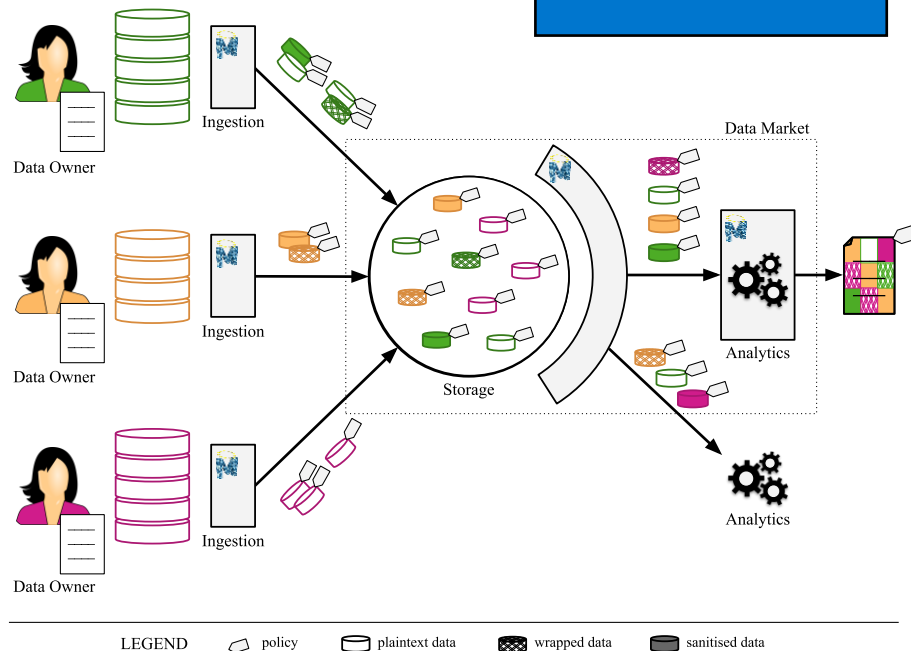 Ingestion
Data Owner
Data Market
Ingestion
Data Owner
Storage
Analytics
Ingestion
Data Owner
Analytics
LEGEND policy plaintext data wrapped data sanitised data